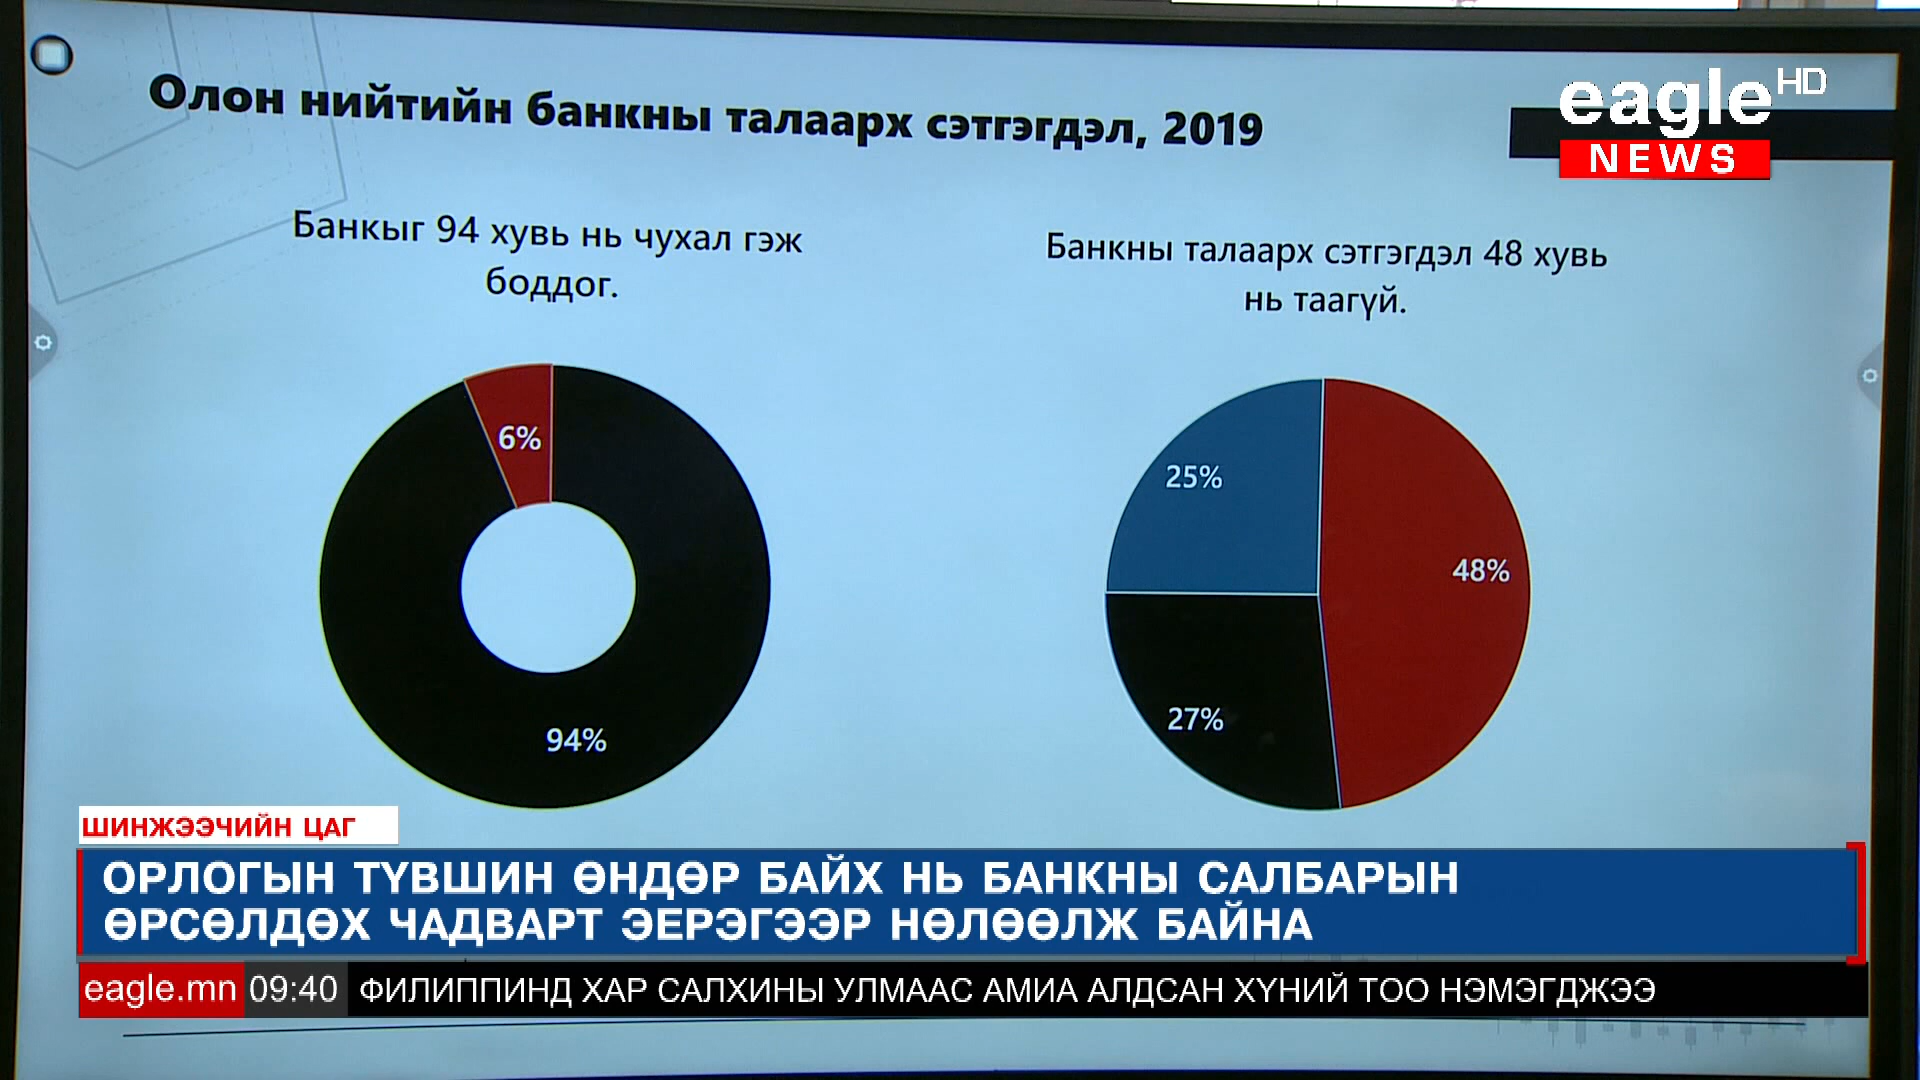 Олон нийтийн банкны талаарх сэтгэгдэл, 2019
eagle HD
NEWS
Банкыг 94 хувь нь чухал гэж
боддог.
Банкны талаарх сэтгэгдэл 48 хувь
нь таагүй.
6%
94%
25%
48%
27%
ШИНЖЭЭЧИЙН ЦАГ
ОРЛОГЫН ТҮВШИН ӨНДӨР БАЙХ НЬ БАНКНЫ САЛБАРЫН
ӨРСӨЛДӨХ ЧАДВАРТ ЭЕРЭГЭЭР НӨЛӨӨЛЖ БАЙНА
eagle.mn 09:40 ФИЛИППИНД ХАР САЛХИНЫ УЛМААС АМИА АЛДСАН ХҮНИЙ ТОО НЭМЭГДЖЭЭ